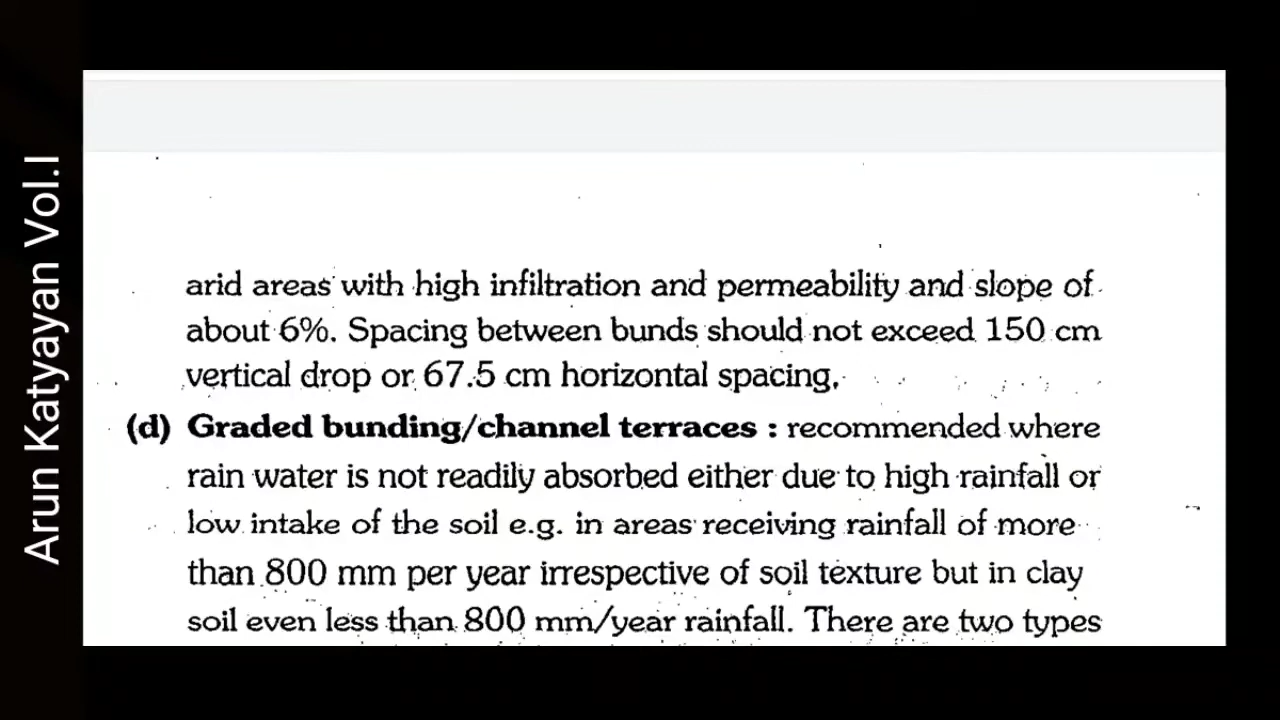 Arun Katyayan Vol.I
arid areas with high infiltration and permeability and slope of
about 6%. Spacing between bunds should not exceed 150 cm
vertical drop or 67.5 cm horizontal spacing.
(d) Graded bunding/channel terraces : recommended where
rain water is not readily absorbed either due to high rainfall or
low intake of the soil e.g. in areas receiving rainfall of more
than 800 mm per year irrespective of soil texture but in clay
soil even less than 800 mm/year rainfall. There are two types